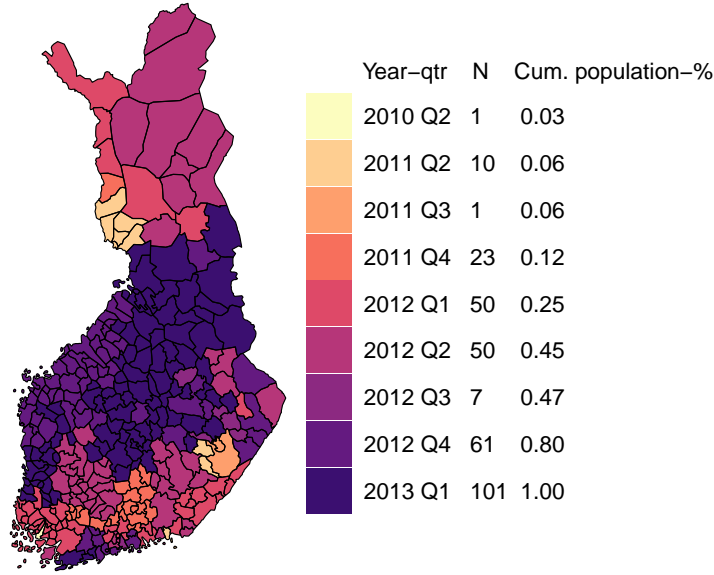 Year−qtr N Cum. population−%
2010 Q2 1 0.03
2011 Q2 10 0.06
2011 Q3 1 0.06
2011 Q4 23 0.12
2012 Q1 50 0.25
2012 Q2 50 0.45
2012 Q3 7 0.47
2012 Q4 61 0.80
2013 Q1 101 1.00